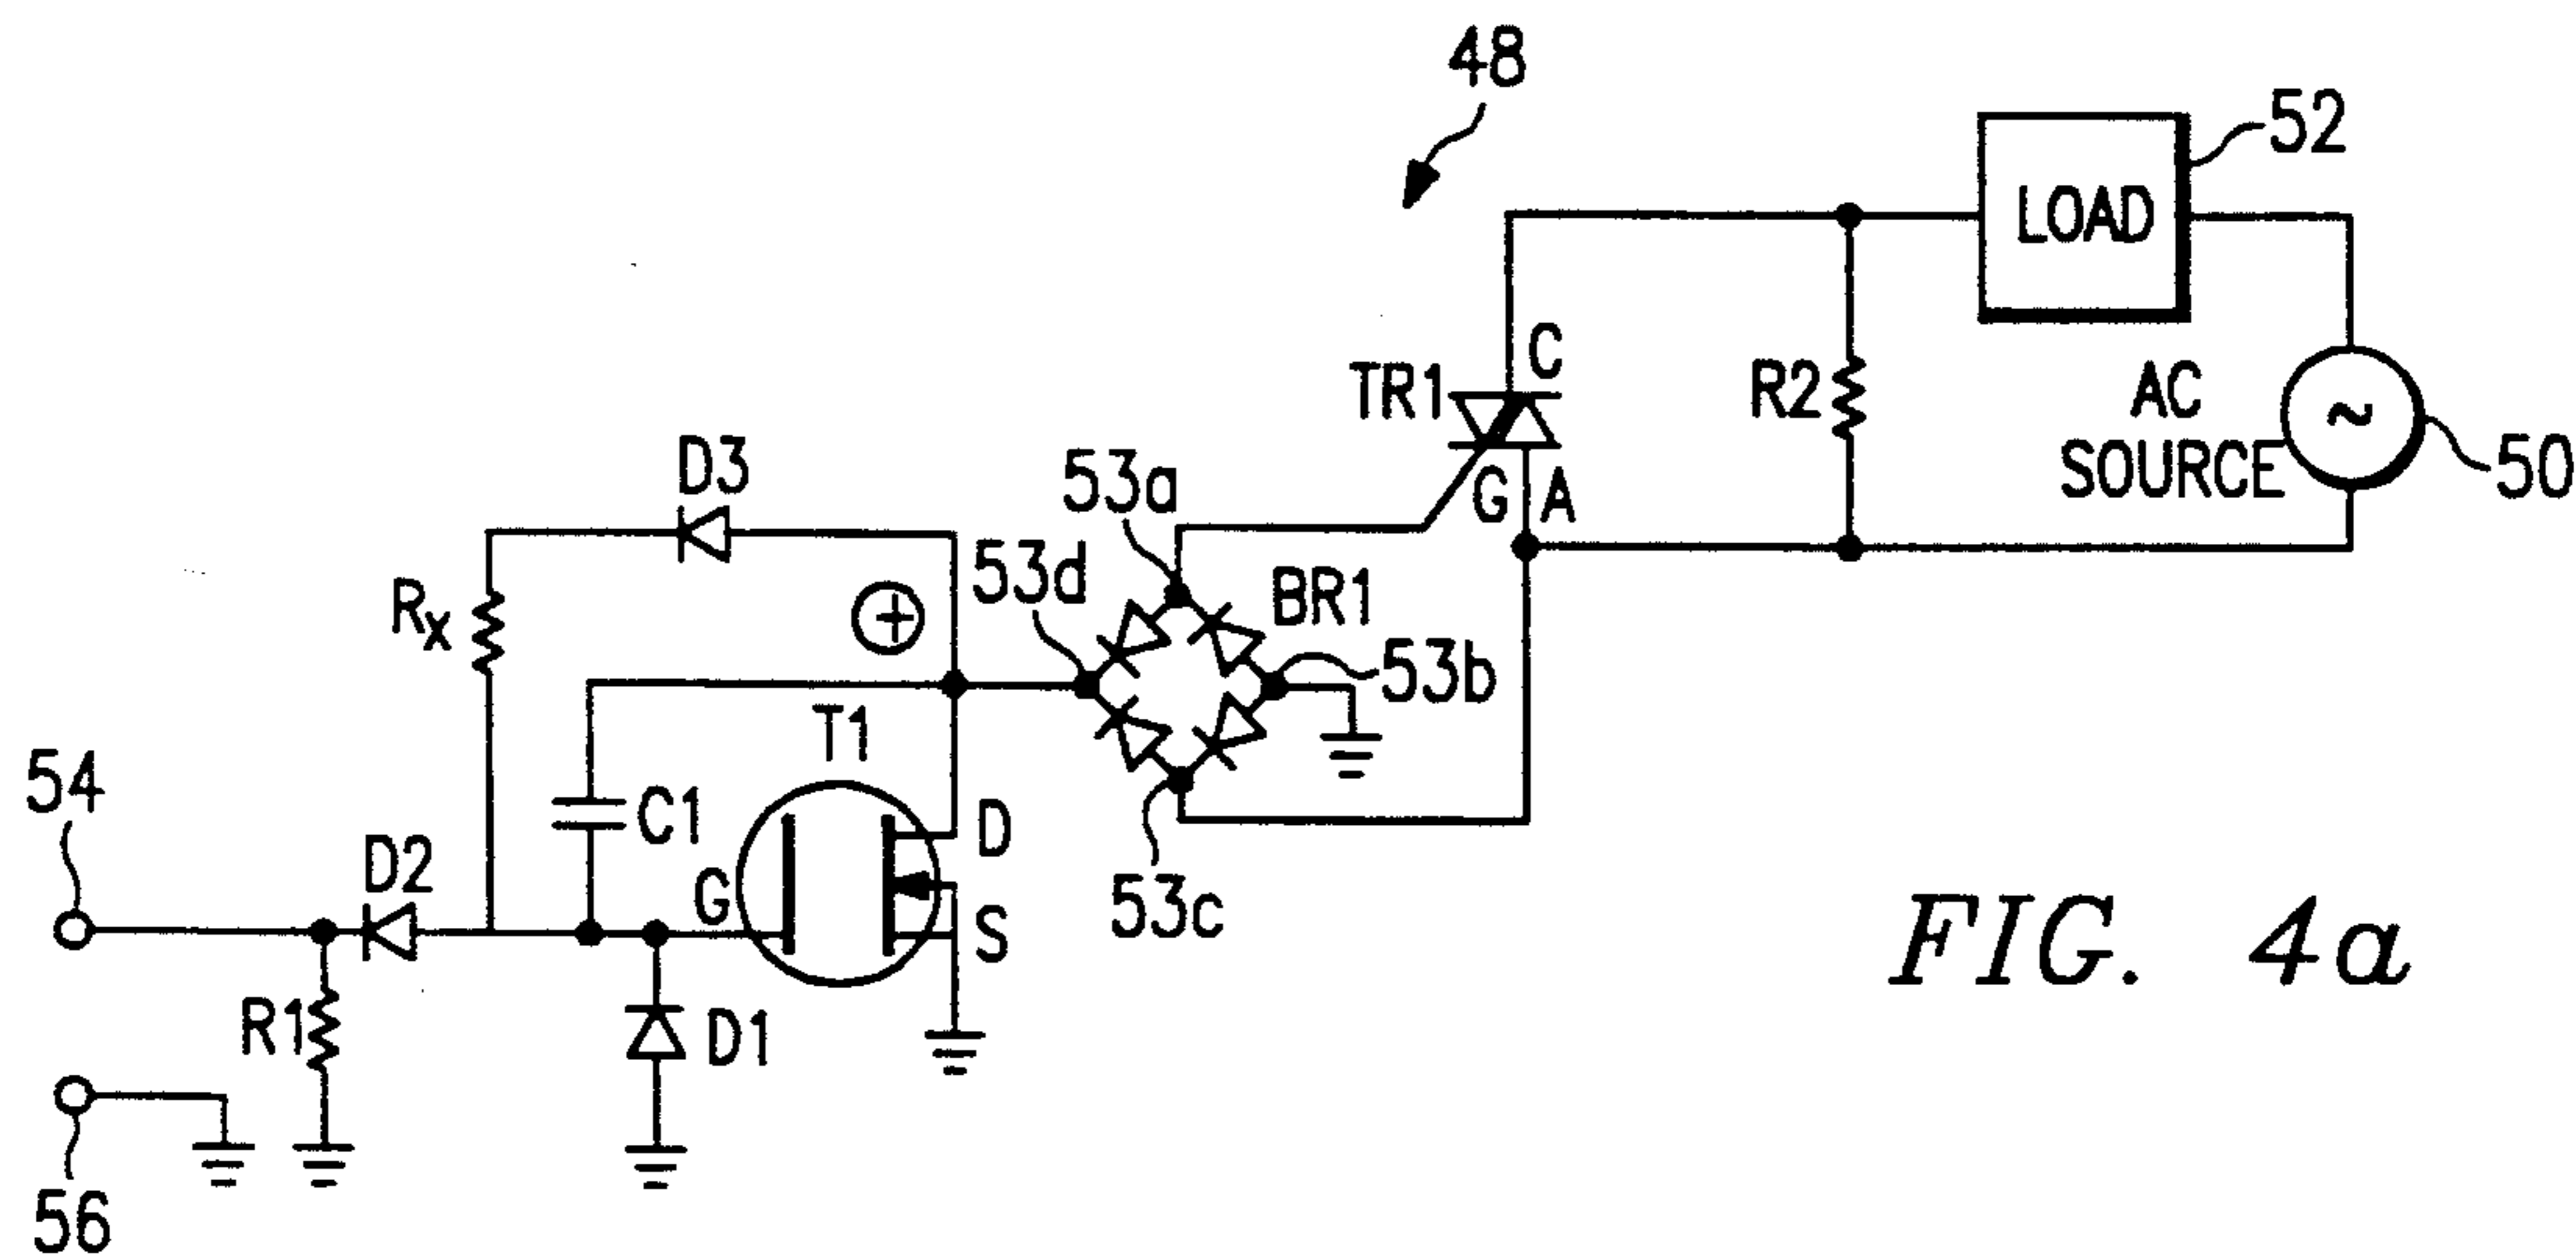 48
52
LOAD
C
TR1
R2
AC
SOURCE
50
G A
D3
53a
53d
BR1
Rx
+
53b
T1
54
C1
D
D2
G
S
53c
R1
D1
56
FIG. 4a